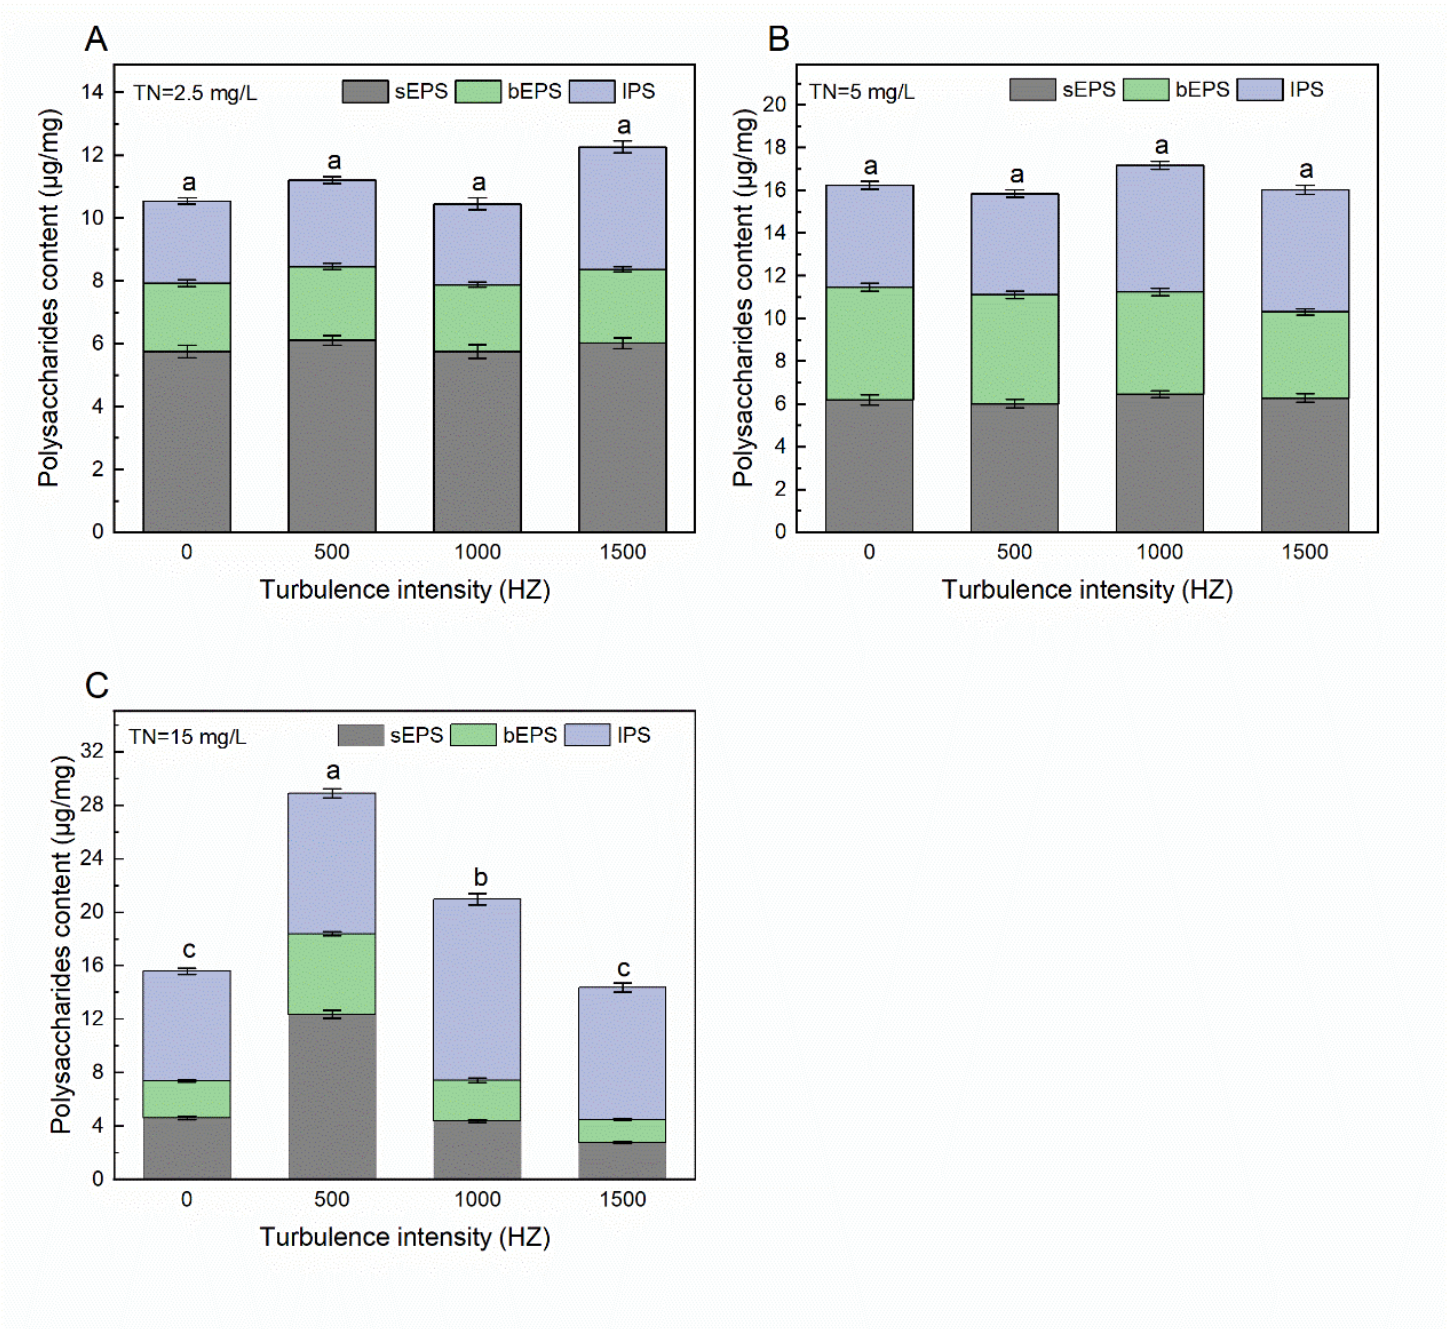 A
TN=2.5 mg/L sEPS bEPS IPS
Polysaccharides content (µg/mg)
14
12
10
8
6
4
2
0
a a a a
0 500 1000 1500
Turbulence intensity (HZ)
B
TN=5 mg/L sEPS bEPS IPS
Polysaccharides content (µg/mg)
20
18
16
14
12
10
8
6
4
2
0
a a a a
0 500 1000 1500
Turbulence intensity (HZ)
C
TN=15 mg/L sEPS bEPS IPS
Polysaccharides content (µg/mg)
32
28
24
20
16
12
8
4
0
c a b c
0 500 1000 1500
Turbulence intensity (HZ)